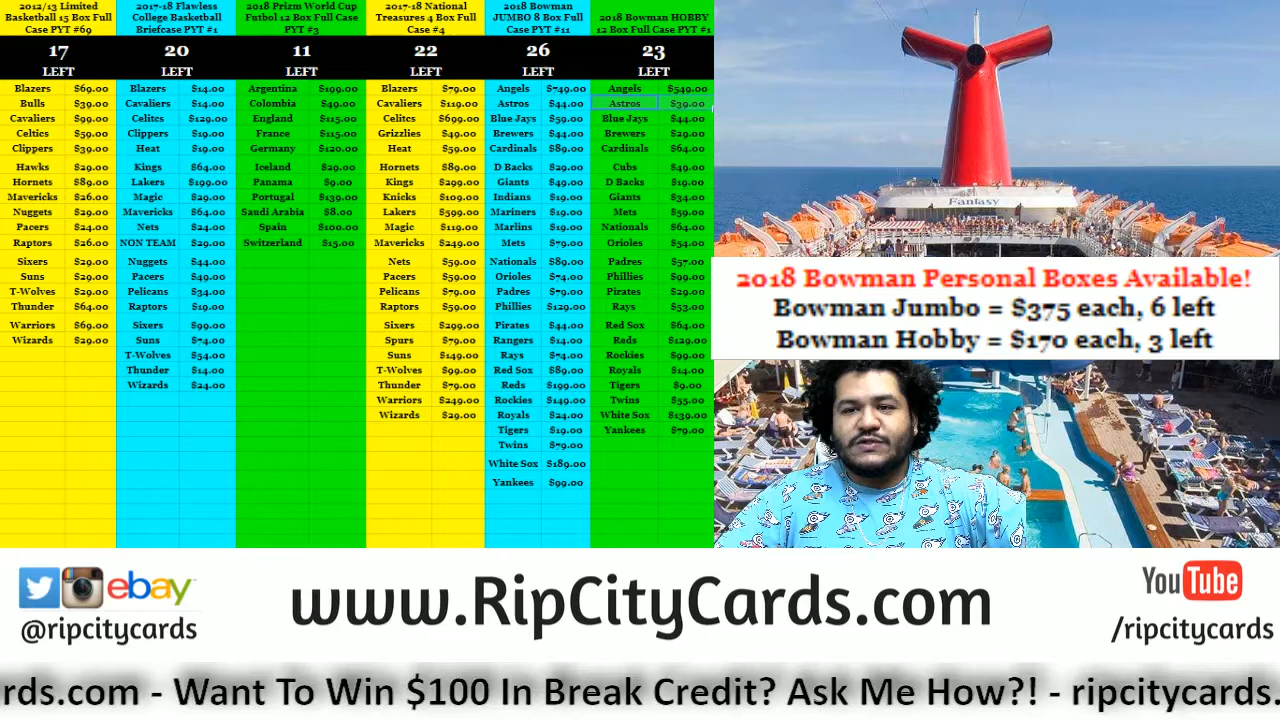 2012/13 Limited
Basketball 15 Box Full
Case PYT #69
17
LEFT
Blazers $69.00
Bulls $39.00
Cavaliers $99.00
Celtics $59.00
Clippers $39.00
Hawks $29.00
Hornets $89.00
Mavericks $26.00
Nuggets $29.00
Pacers $24.00
Raptors $26.00
Sixers $29.00
Suns $29.00
T-Wolves $29.00
Thunder $64.00
Warriors $69.00
Wizards $29.00
2017-18 Flawless
College Basketball
Briefcase PYT #1
20
LEFT
Blazers $14.00
Cavaliers $14.00
Celitcs $129.00
Clippers $19.00
Heat $19.00
Kings $64.00
Lakers $199.00
Magic $29.00
Mavericks $64.00
Nets $24.00
NON TEAM $29.00
Nuggets $44.00
Pacers $49.00
Pelicans $34.00
Raptors $19.00
Sixers $99.00
Suns $74.00
T-Wolves $54.00
Thunder $14.00
Wizards $24.00
2018 Prizm World Cup
Futbol 12 Box Full Case
PYT #3
11
LEFT
Argentina $199.00
Colombia $49.00
England $115.00
France $115.00
Germany $120.00
Iceland $29.00
Panama $9.00
Portugal $139.00
Saudi Arabia $8.00
Spain $100.00
Switzerland $15.00
2017-18 National
Treasures 4 Box Full
Case #4
22
LEFT
Blazers $79.00
Cavaliers $119.00
Celitcs $699.00
Grizzlies $49.00
Heat $59.00
Hornets $89.00
Kings $299.00
Knicks $109.00
Lakers $599.00
Magic $119.00
Mavericks $249.00
Nets $59.00
Pacers $59.00
Pelicans $79.00
Raptors $59.00
Sixers $299.00
Spurs $79.00
Suns $149.00
T-Wolves $99.00
Thunder $79.00
Warriors $249.00
Wizards $29.00
2018 Bowman
JUMBO 8 Box Full
Case PYT #11
26
LEFT
Angels $749.00
Astros $44.00
Blue Jays $59.00
Brewers $44.00
Cardinals $89.00
D Backs $29.00
Giants $49.00
Indians $19.00
Mariners $19.00
Marlins $19.00
Mets $79.00
Nationals $89.00
Orioles $74.00
Padres $79.00
Phillies $129.00
Pirates $44.00
Rangers $14.00
Rays $74.00
Red Sox $89.00
Reds $199.00
Rockies $149.00
Royals $24.00
Tigers $19.00
Twins $79.00
White Sox $189.00
Yankees $99.00
2018 Bowman HOBBY
12 Box Full Case PYT #1
23
LEFT
Angels $549.00
Astros $39.00
Blue Jays $44.00
Brewers $29.00
Cardinals $64.00
Cubs $49.00
D Backs $19.00
Giants $34.00
Mets $59.00
Nationals $64.00
Orioles $54.00
Padres $57.00
Phillies $99.00
Pirates $29.00
Rays $53.00
Red Sox $64.00
Reds $129.00
Rockies $99.00
Royals $14.00
Tigers $9.00
Twins $55.00
White Sox $139.00
Yankees $79.00
Fantasy
2018 Bowman Personal Boxes Available!
Bowman Jumbo = $375 each, 6 left
Bowman Hobby = $170 each, 3 left
ebay
@ripcitycards
www.RipCityCards.com
YouTube
/ripcitycards
rds.com - Want To Win $100 In Break Credit? Ask Me How?! - ripcitycards.